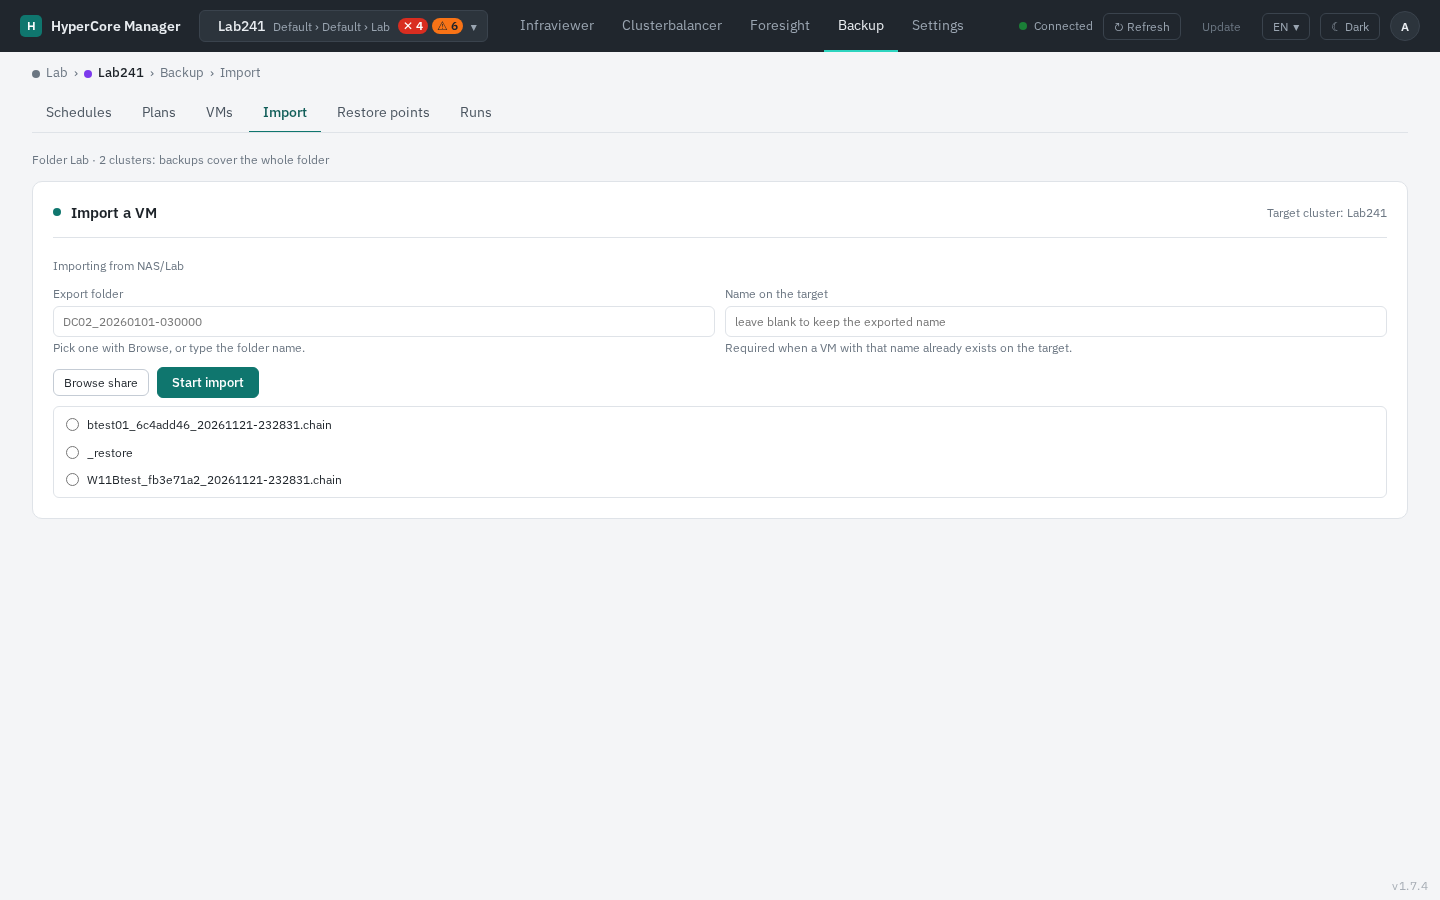 H HyperCore Manager Lab241 Default › Default › Lab ✕ 4 ⚠ 6 ▾ Infraviewer Clusterbalancer Foresight Backup Settings Connected ↻ Refresh Update EN ▾ ☾ Dark A
Lab › Lab241 › Backup › Import
Schedules Plans VMs Import Restore points Runs
Folder Lab · 2 clusters: backups cover the whole folder
Import a VM Target cluster: Lab241
Importing from NAS/Lab
Export folder Name on the target
DC02_20260101-030000 leave blank to keep the exported name
Pick one with Browse, or type the folder name. Required when a VM with that name already exists on the target.
Browse share Start import
btest01_6c4add46_20261121-232831.chain
_restore
W11Btest_fb3e71a2_20261121-232831.chain
v1.7.4